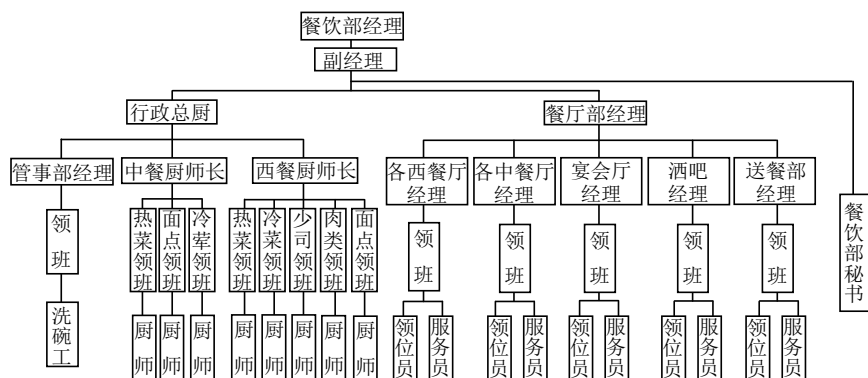 餐饮部经理
副经理
行政总厨
餐厅部经理
管事部经理
中餐厨师长
西餐厨师长
各西餐厅
经理
各中餐厅
经理
宴会厅
经理
洒吧
经理
送餐部
经理
餐饮部秘书
领班
热菜领班
面点领班
冷荤领班
热菜领班
冷菜领班
少司领班
肉类领班
面点领班
领班
领班
领班
领班
领班
洗碗工
厨师
厨师
厨师
厨师
厨师
厨师
厨师
厨师
领位员
服务员
领位员
服务员
领位员
服务员
领位员
服务员
领位员
服务员